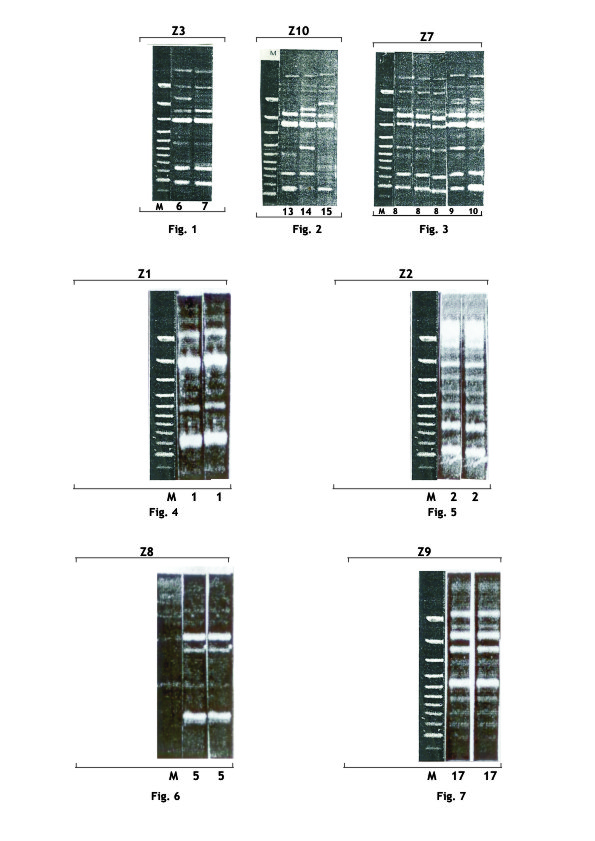 Z3 Z10 Z7
M
M 6 7 13 14 15 M 8 8 8 9 10
Fig. 1 Fig. 2 Fig. 3
Z1 Z2
M 1 1 M 2 2
Fig. 4 Fig. 5
Z8 Z9
M 5 5 M 17 17
Fig. 6 Fig. 7